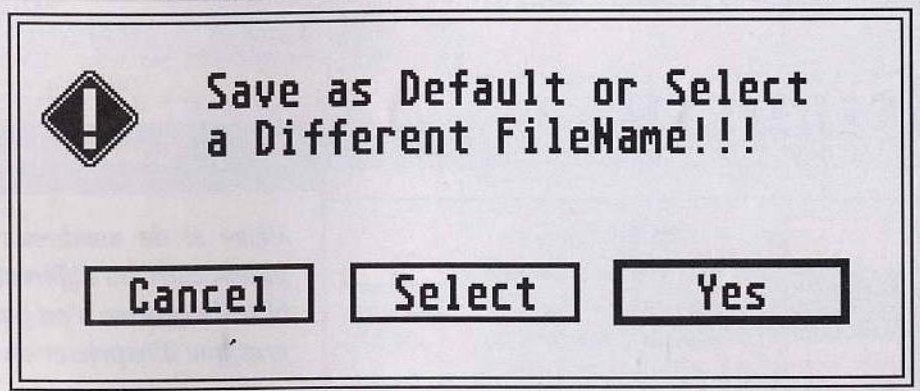 Save as Default or Select
a Different FileName!!!
Cancel Select Yes